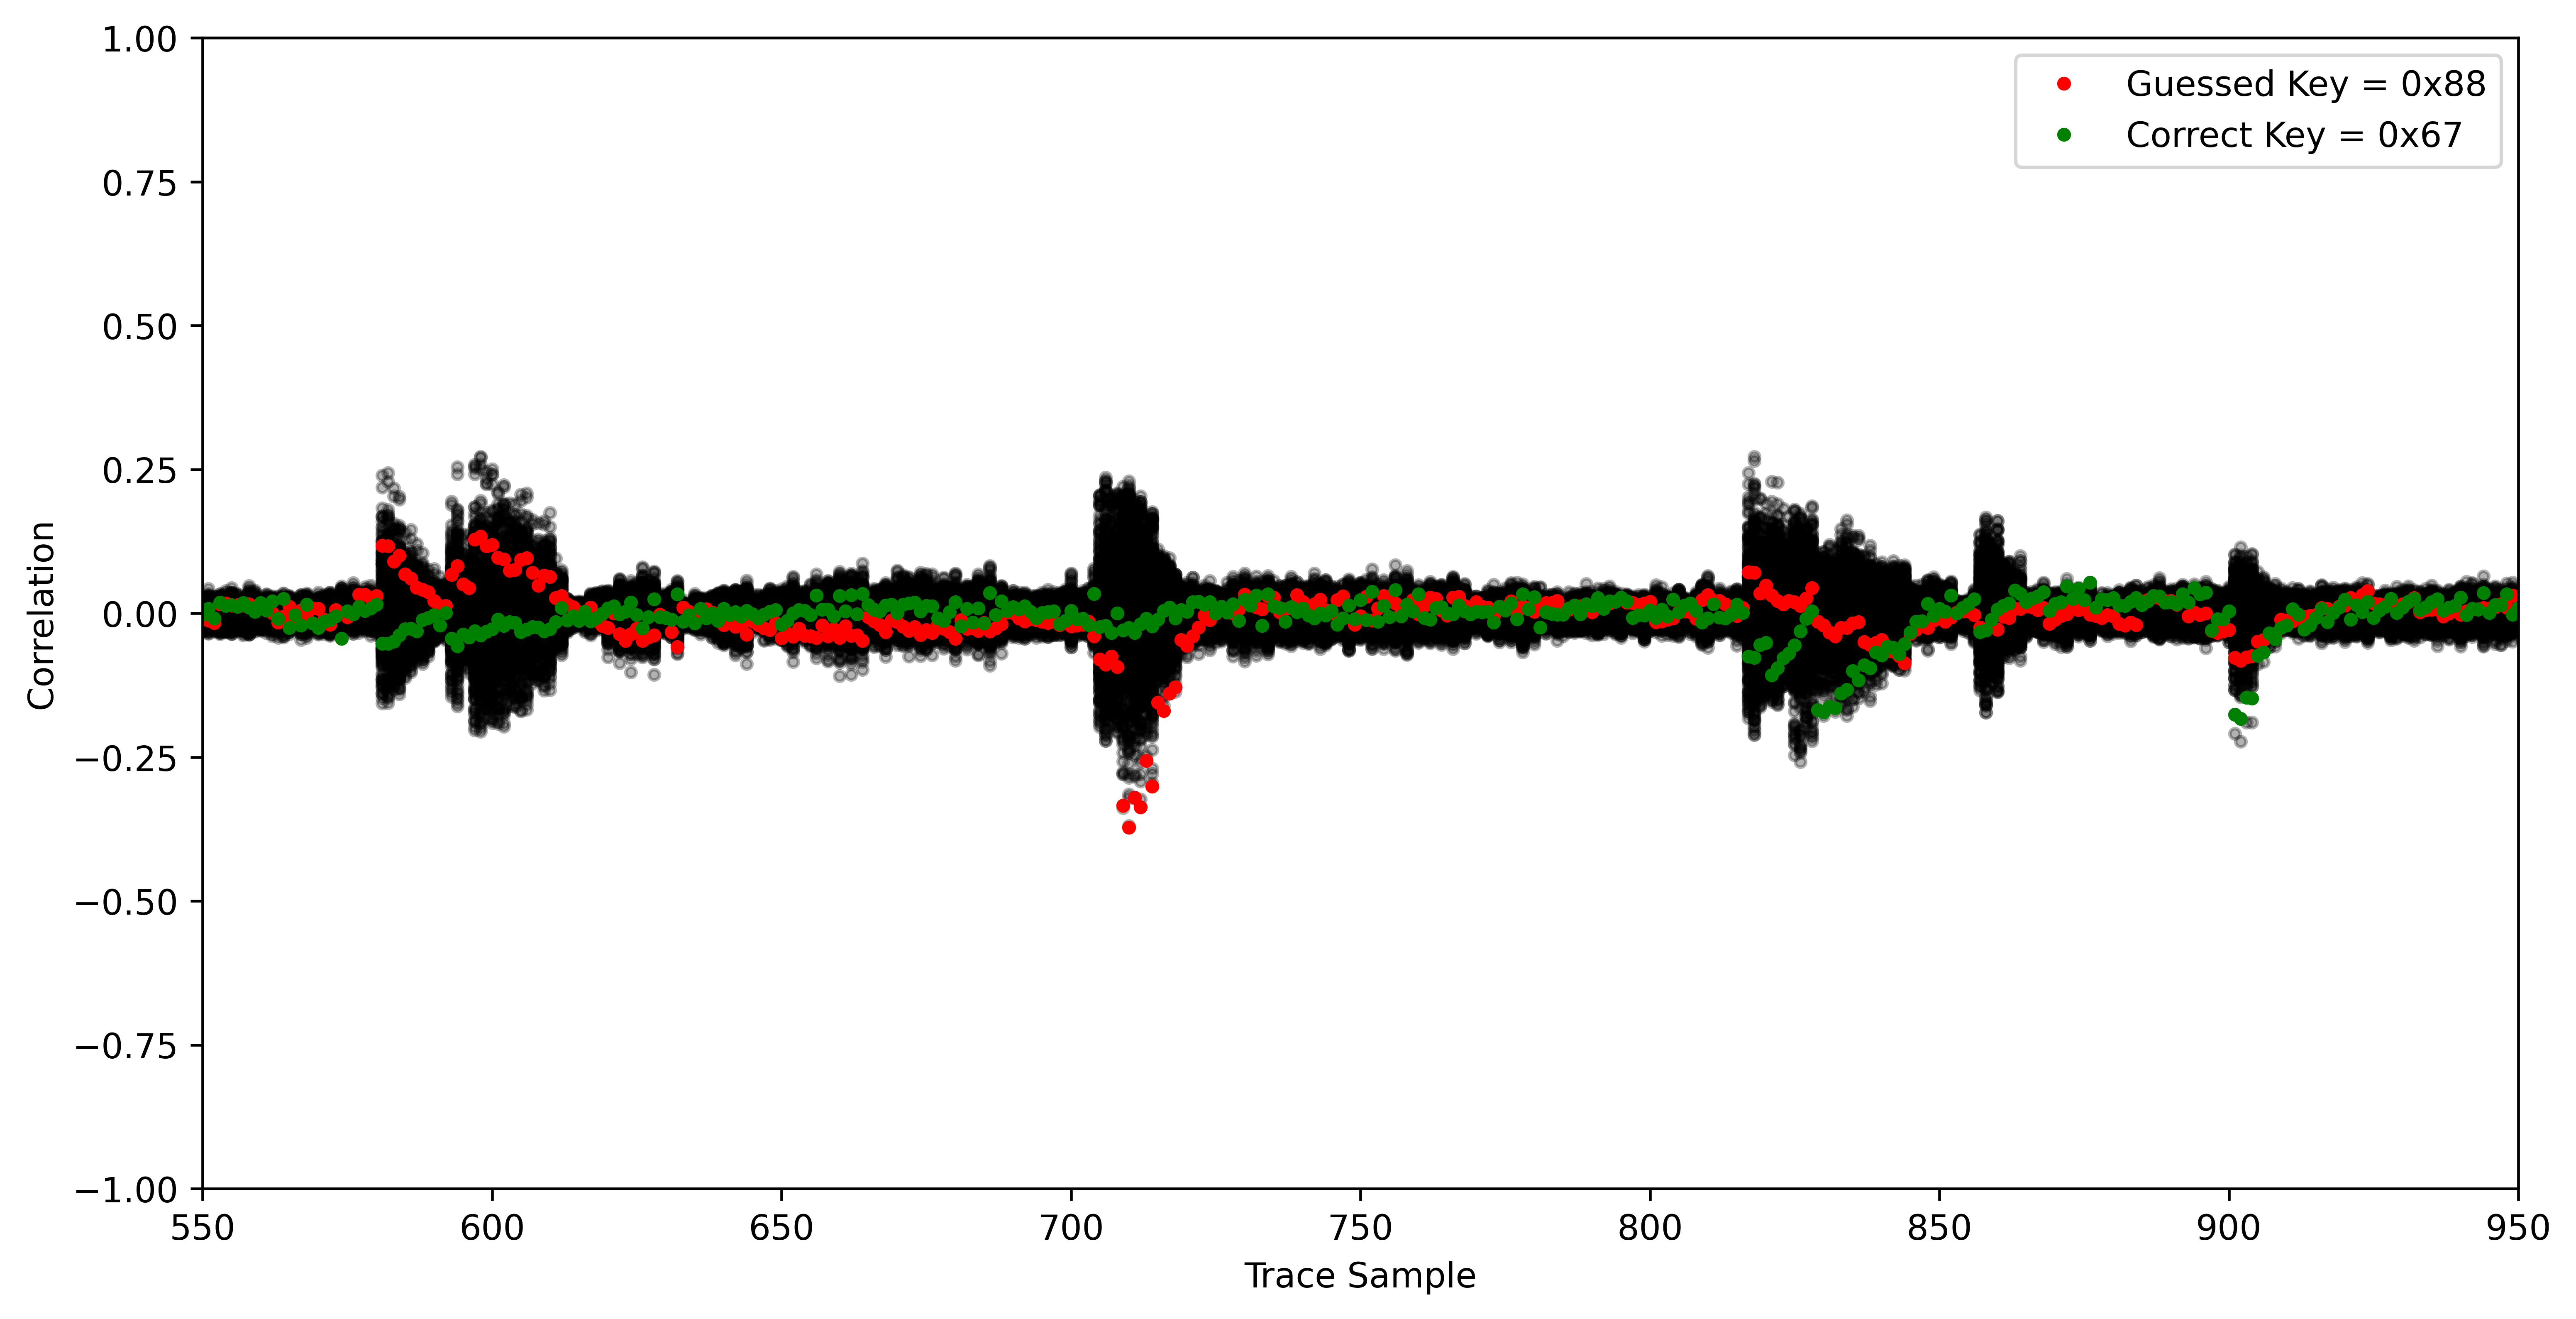 1.00
0.75
0.50
0.25
0.00
−0.25
−0.50
−0.75
−1.00
Correlation
Guessed Key = 0x88
Correct Key = 0x67
550 600 650 700 750 800 850 900 950
Trace Sample